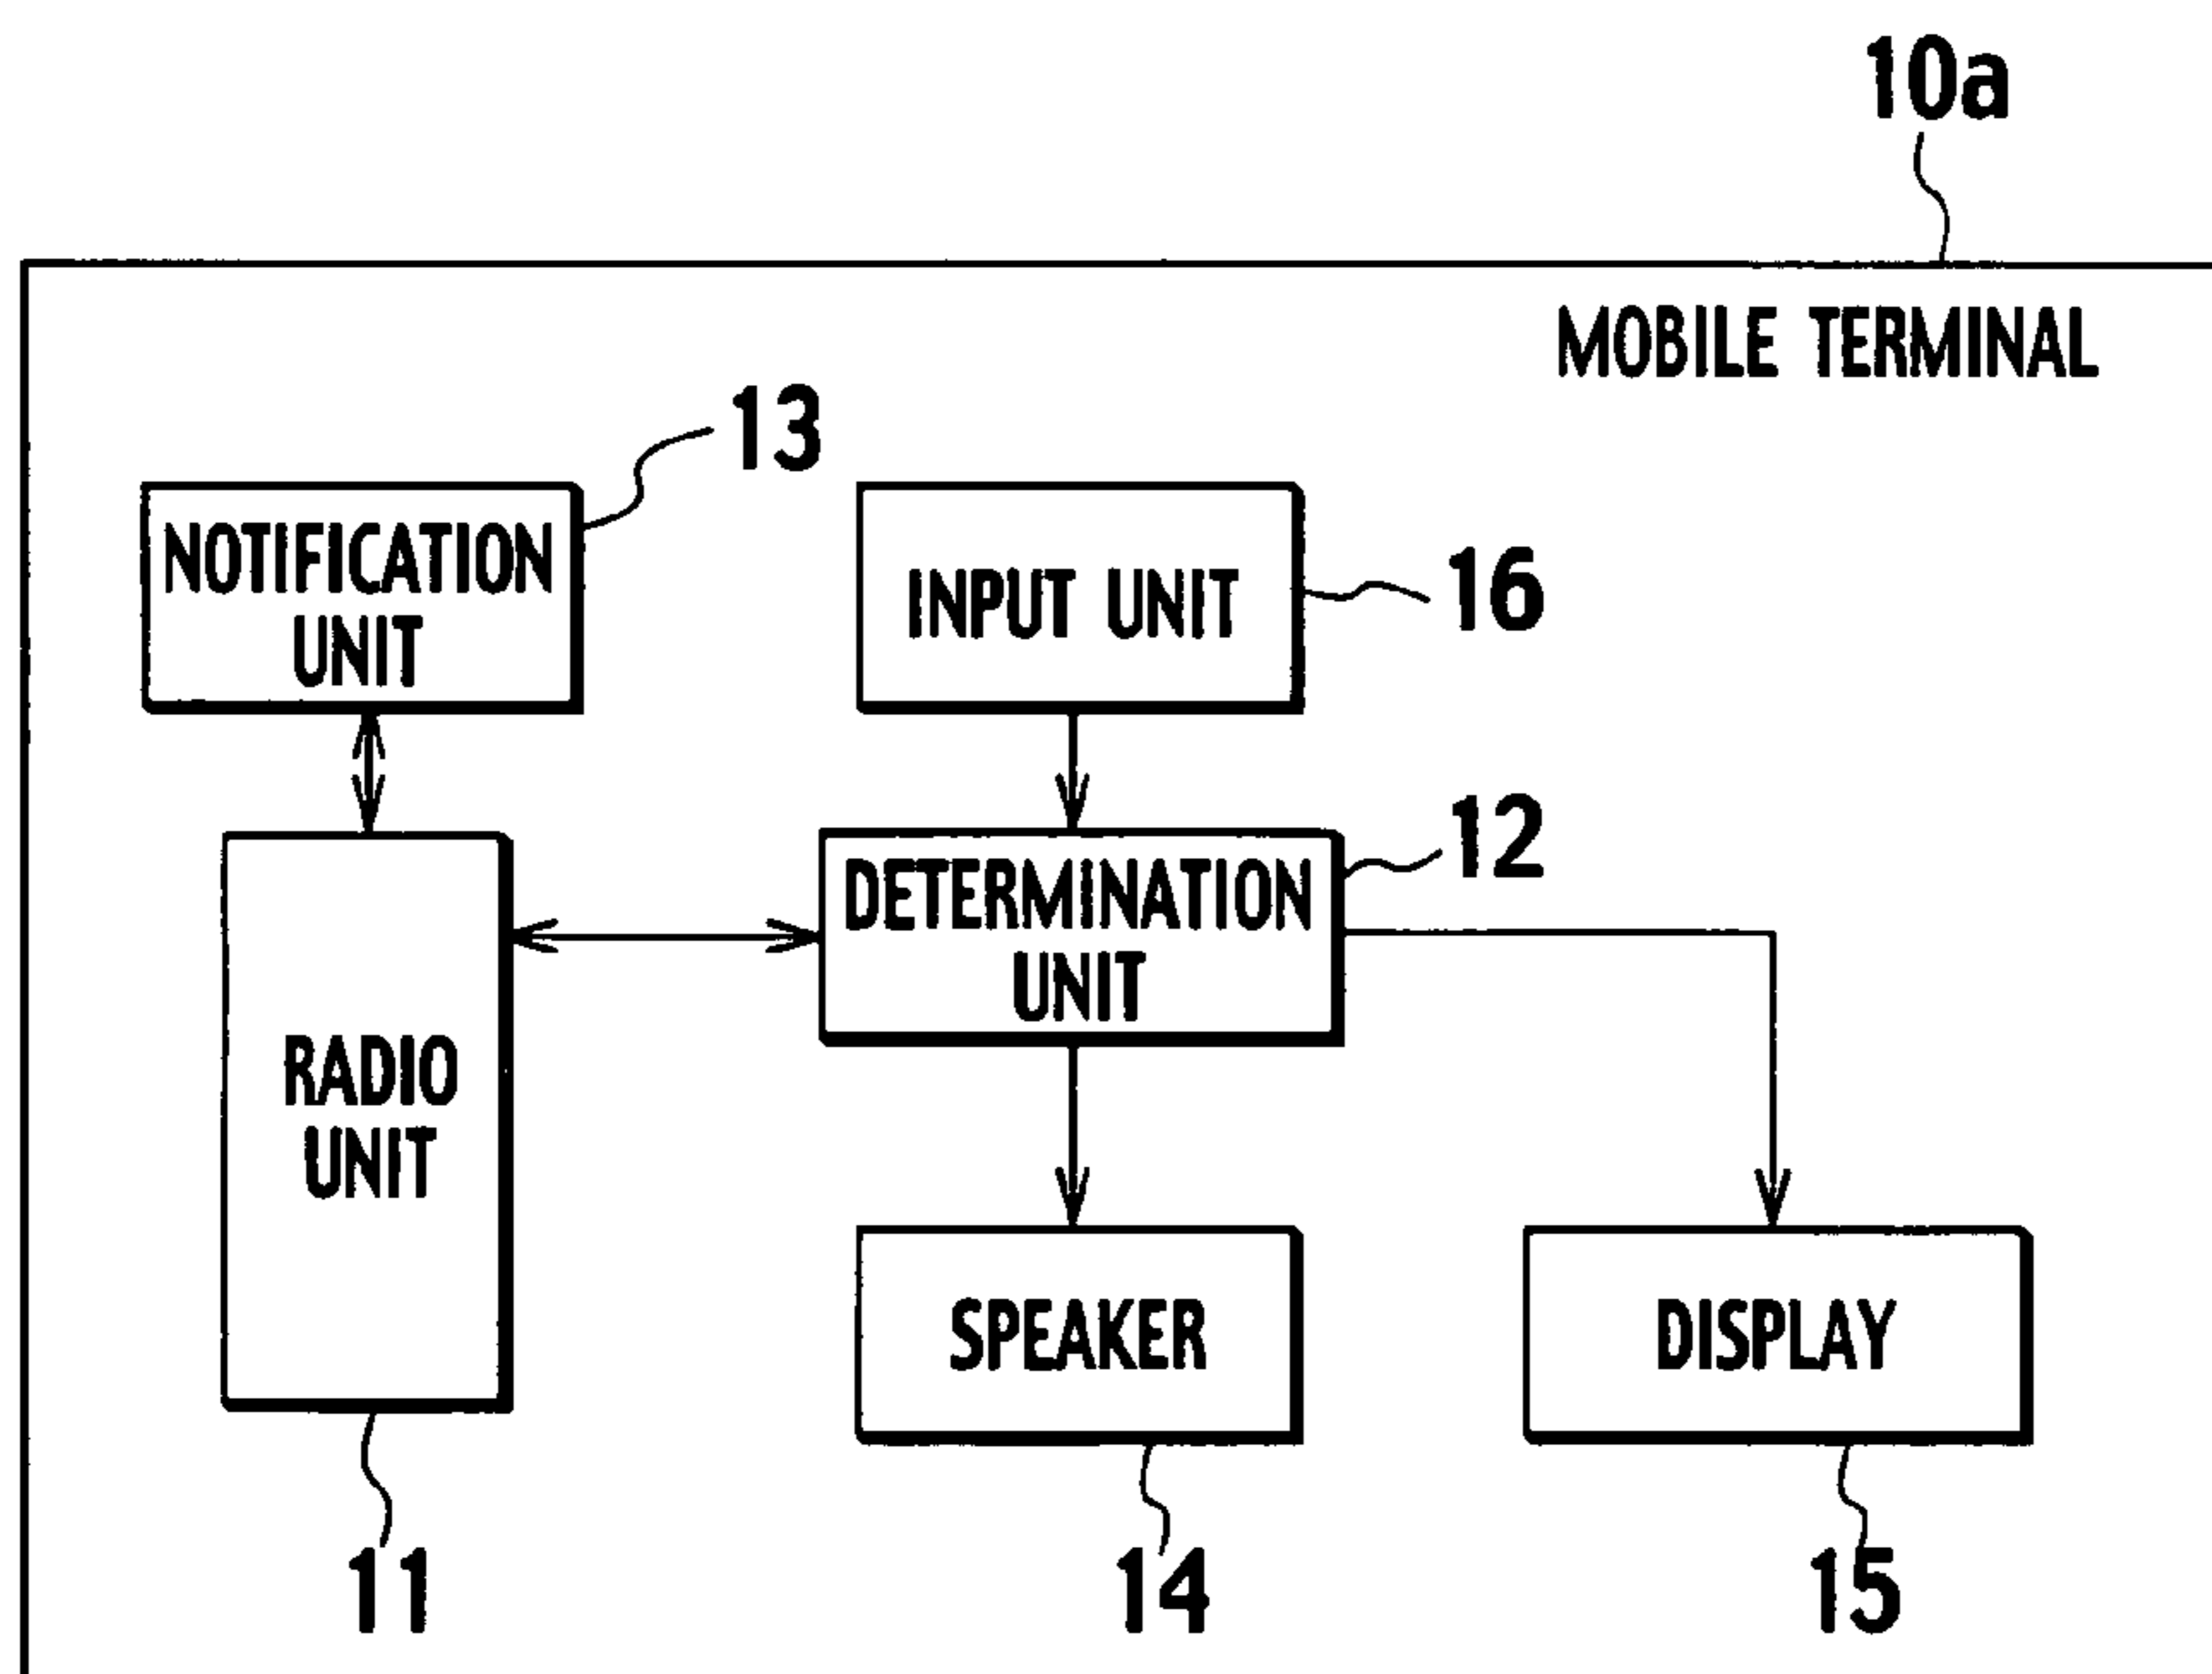 10a
MOBILE TERMINAL
13
NOTIFICATION
UNIT
INPUT UNIT
16
12
DETERMINATION
UNIT
RADIO
UNIT
SPEAKER
DISPLAY
11
14
15